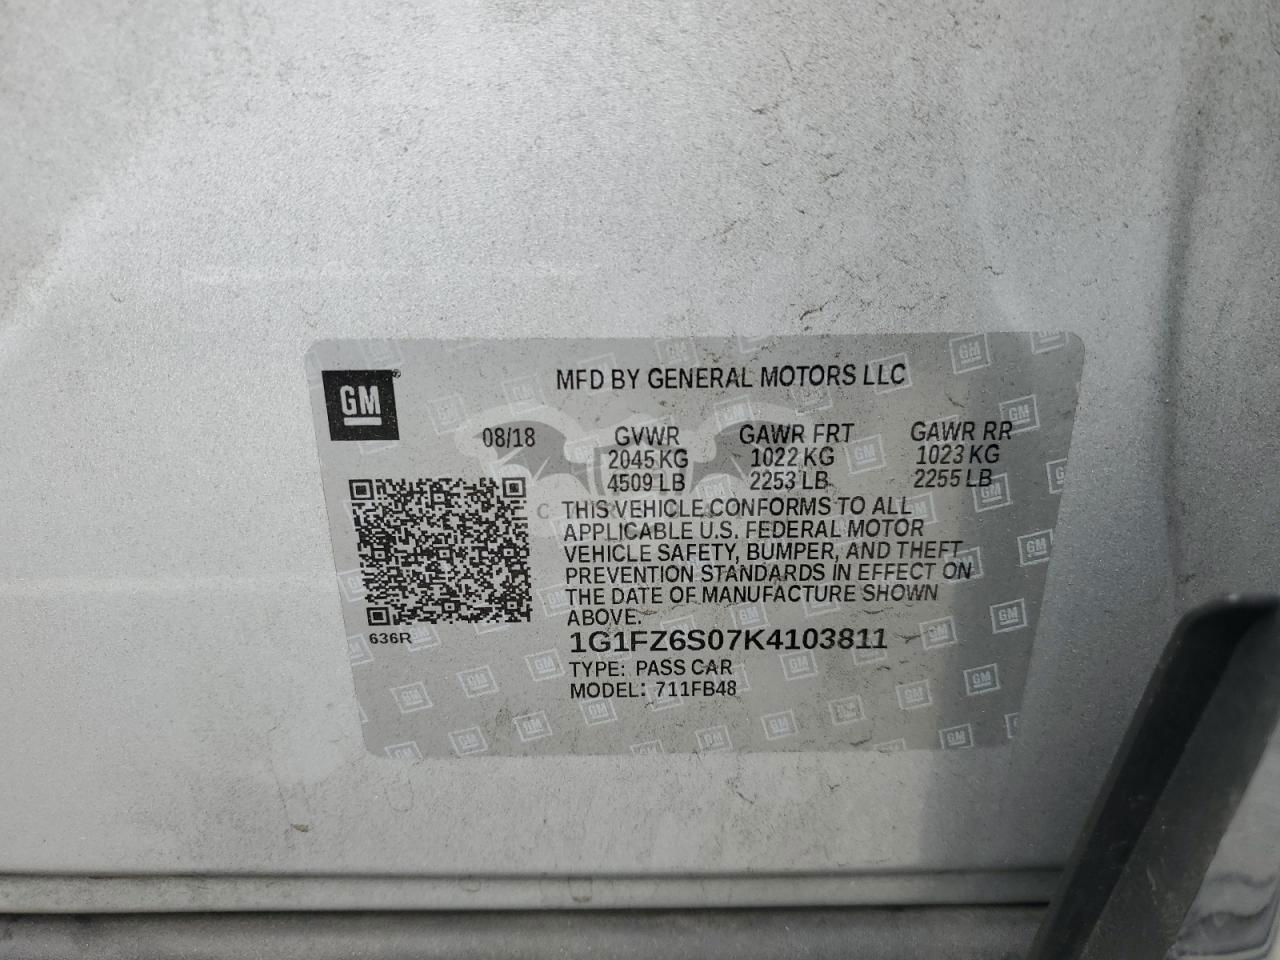 GM
MFD BY GENERAL MOTORS LLC
08/18 GVWR GAWR FRT GAWR RR
2045 KG 1022 KG 1023 KG
4509 LB 2253 LB 2255 LB
THIS VEHICLE CONFORMS TO ALL
APPLICABLE U.S. FEDERAL MOTOR
VEHICLE SAFETY, BUMPER, AND THEFT
PREVENTION STANDARDS IN EFFECT ON
THE DATE OF MANUFACTURE SHOWN
ABOVE.
636R
1G1FZ6S07K4103811
TYPE: PASS CAR
MODEL: 711FB48